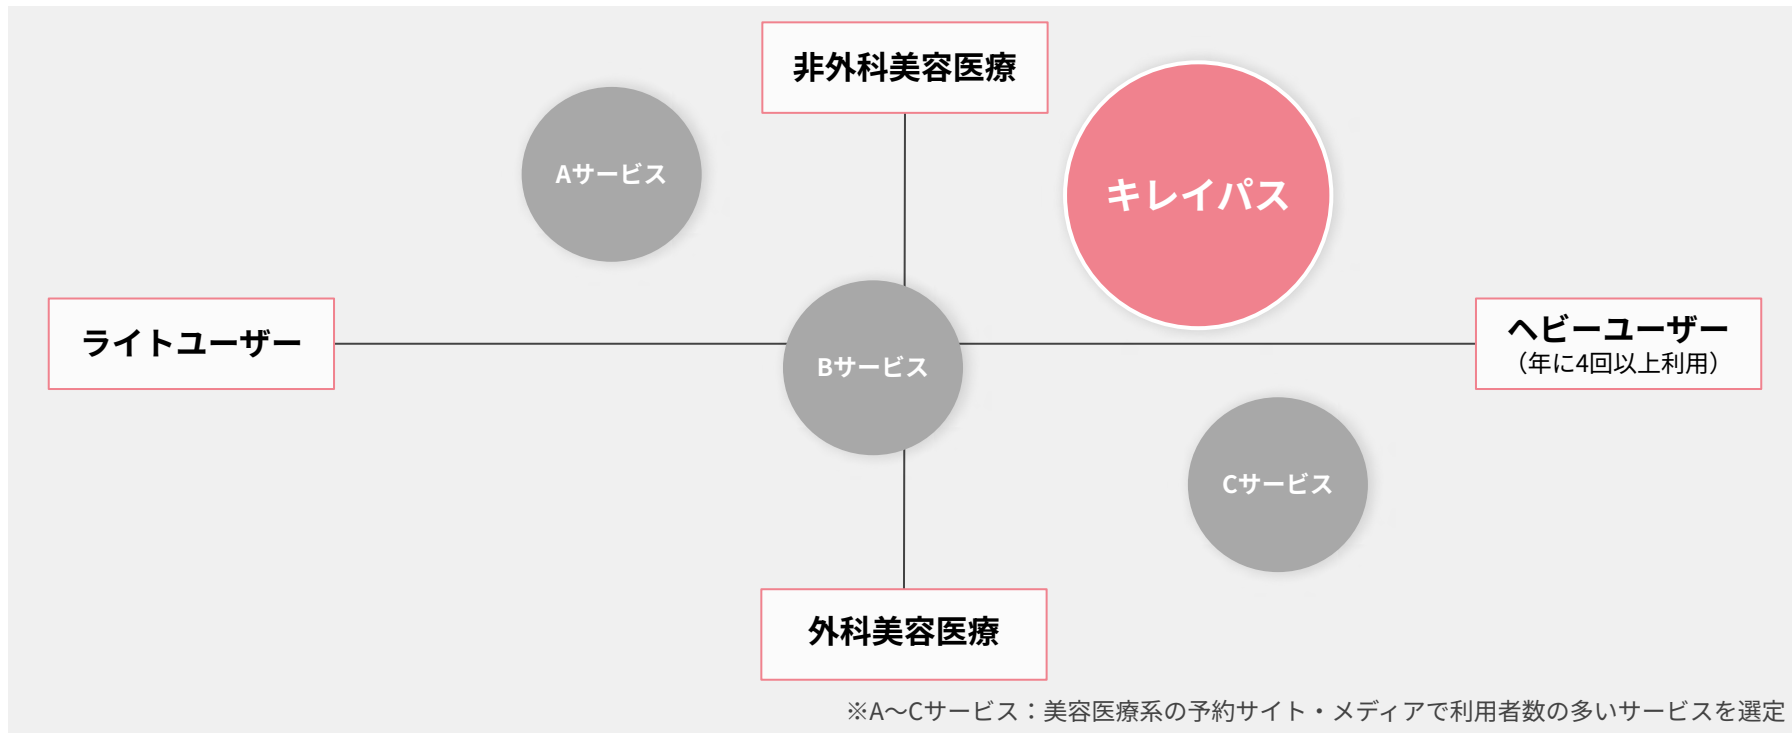 非外科美容医療
Aサービス
キレイパス
ライトユーザー
Bサービス
ヘビーユーザー
（年に4回以上利用）
Cサービス
外科美容医療
※A〜Cサービス：美容医療系の予約サイト・メディアで利用者数の多いサービスを選定